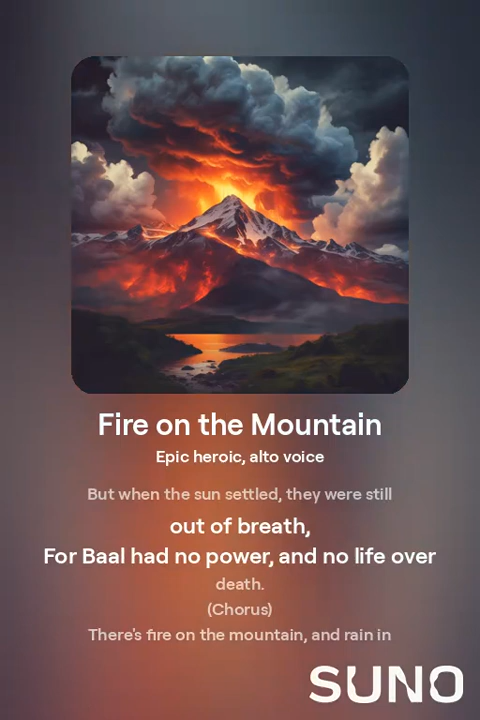 Fire on the Mountain
Epic heroic, alto voice
But when the sun settled, they were still
out of breath,
For Baal had no power, and no life over
death.
(Chorus)
There's fire on the mountain, and rain in
SUNO